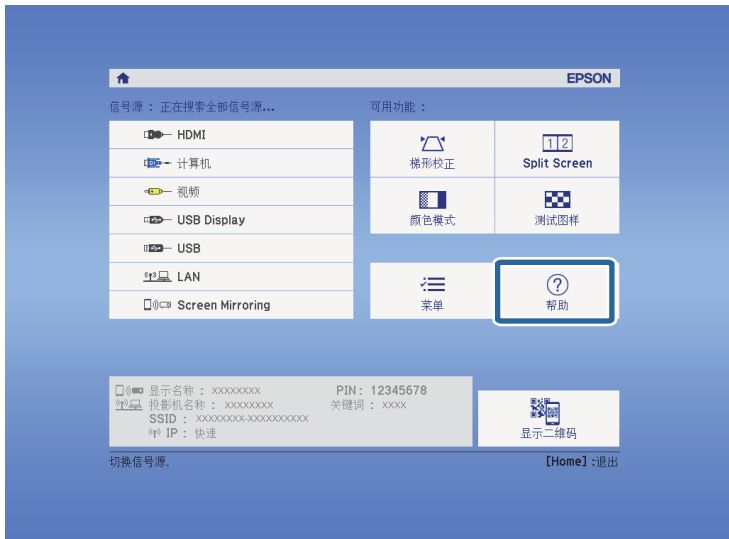 EPSON
信号源 : 正在搜索全部信号源...
HDMI
计算机
视频
USB Display
USB
LAN
Screen Mirroring
可用功能 :
梯形校正
1 2
Split Screen
颜色模式
测试图样
菜单
?
帮助
显示名称 : XXXXXXXX
PIN : 12345678
投影机名称 : XXXXXXXX
关键词 : XXXX
SSID : XXXXXXXX-XXXXXXXXXX
IP : 快速
显示二维码
切换信号源.
[Home] :退出